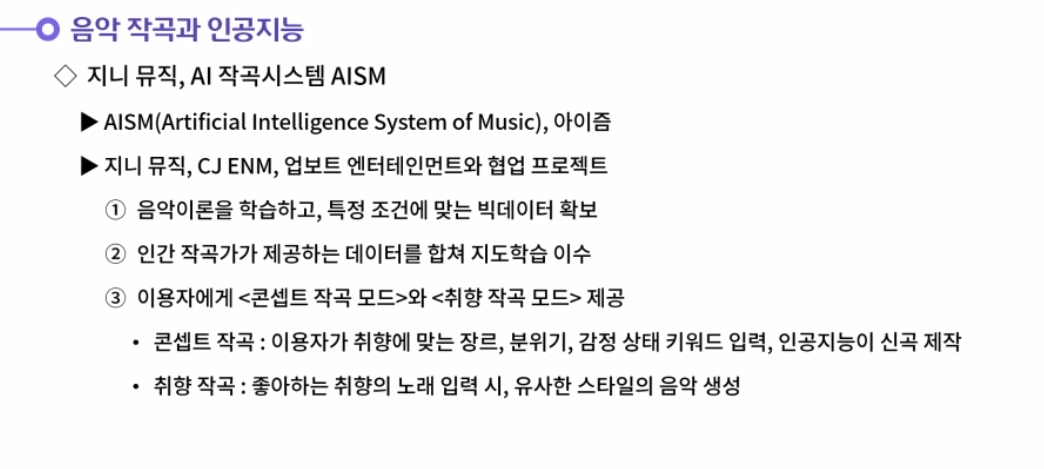 음악 작곡과 인공지능
◇ 지니 뮤직, AI 작곡시스템 AISM
▶ AISM(Artificial Intelligence System of Music), 아이즘
▶ 지니 뮤직, CJ ENM, 업보트 엔터테인먼트와 협업 프로젝트
① 음악이론을 학습하고, 특정 조건에 맞는 빅데이터 확보
② 인간 작곡가가 제공하는 데이터를 합쳐 지도학습 이수
③ 이용자에게 <콘셉트 작곡 모드>와 <취향 작곡 모드> 제공
• 콘셉트 작곡 : 이용자가 취향에 맞는 장르, 분위기, 감정 상태 키워드 입력, 인공지능이 신곡 제작
• 취향 작곡 : 좋아하는 취향의 노래 입력 시, 유사한 스타일의 음악 생성